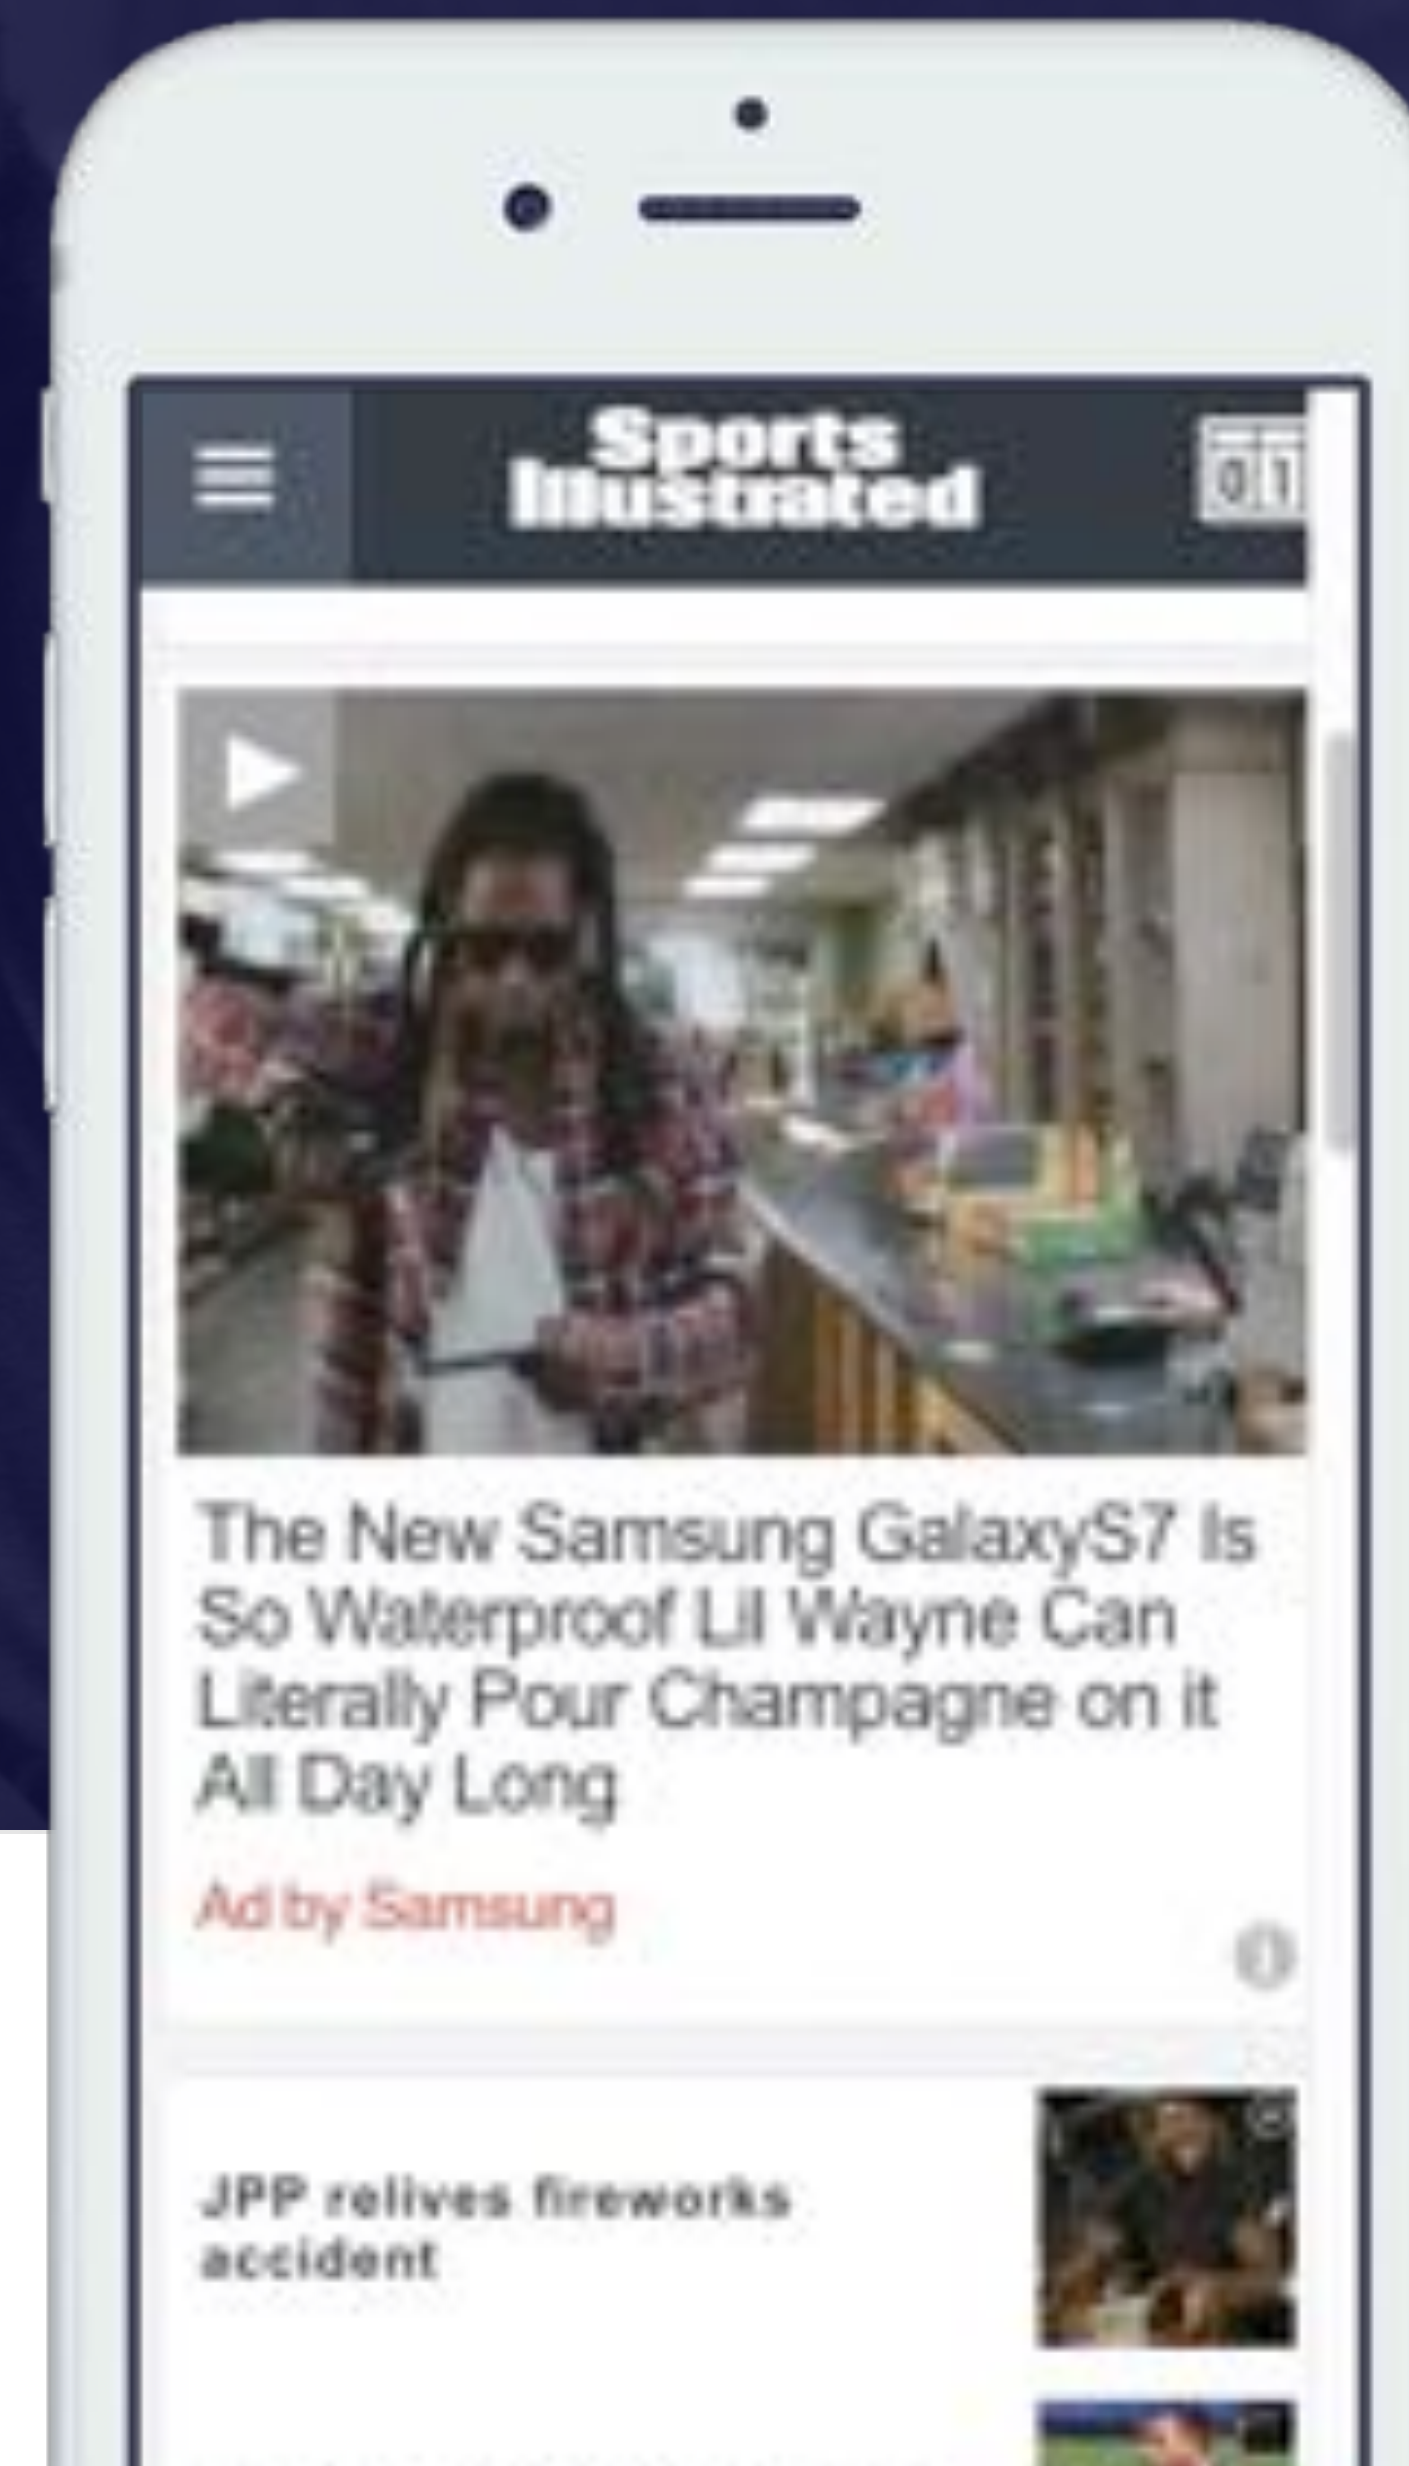 Sports
Illustrated
01
The New Samsung GalaxyS7 Is
So Waterproof Lil Wayne Can
Literally Pour Champagne on it
All Day Long
Ad by Samsung
JPP relives fireworks
accident